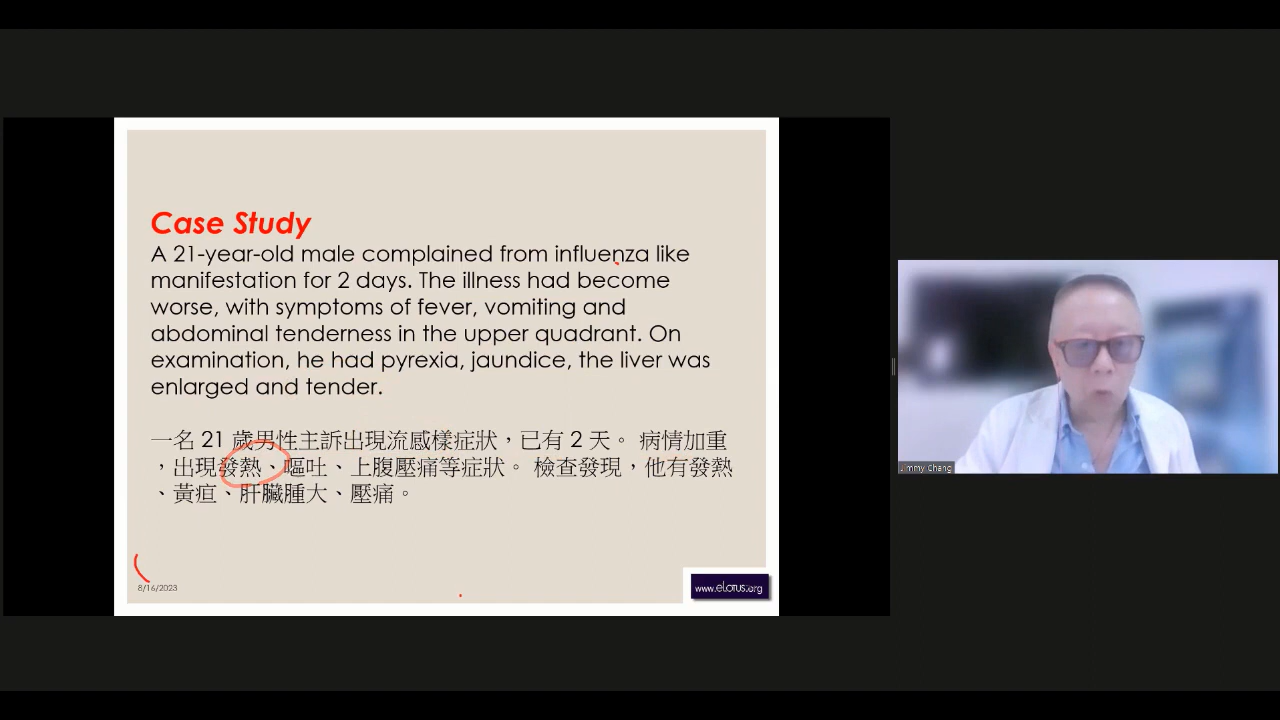 Case Study
A 21-year-old male complained from influenza like
manifestation for 2 days. The illness had become
worse, with symptoms of fever, vomiting and
abdominal tenderness in the upper quadrant. On
examination, he had pyrexia, jaundice, the liver was
enlarged and tender.
一名 21 歲男性主訴出現流感樣症狀，已有 2 天。 病情加重
，出現發熱、嘔吐、上腹壓痛等症狀。 檢查發現，他有發熱
、黃疸、肝臟腫大、壓痛。
8/16/2023
www.eLotus.org
Jimmy Chang